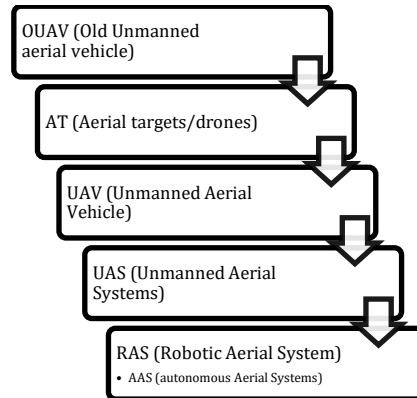 OUAV (Old Unmanned
aerial vehicle)
AT (Aerial targets/drones)
UAV (Unmanned Aerial
Vehicle)
UAS (Unmanned Aerial
Systems)
RAS (Robotic Aerial System)
• AAS (autonomous Aerial Systems)